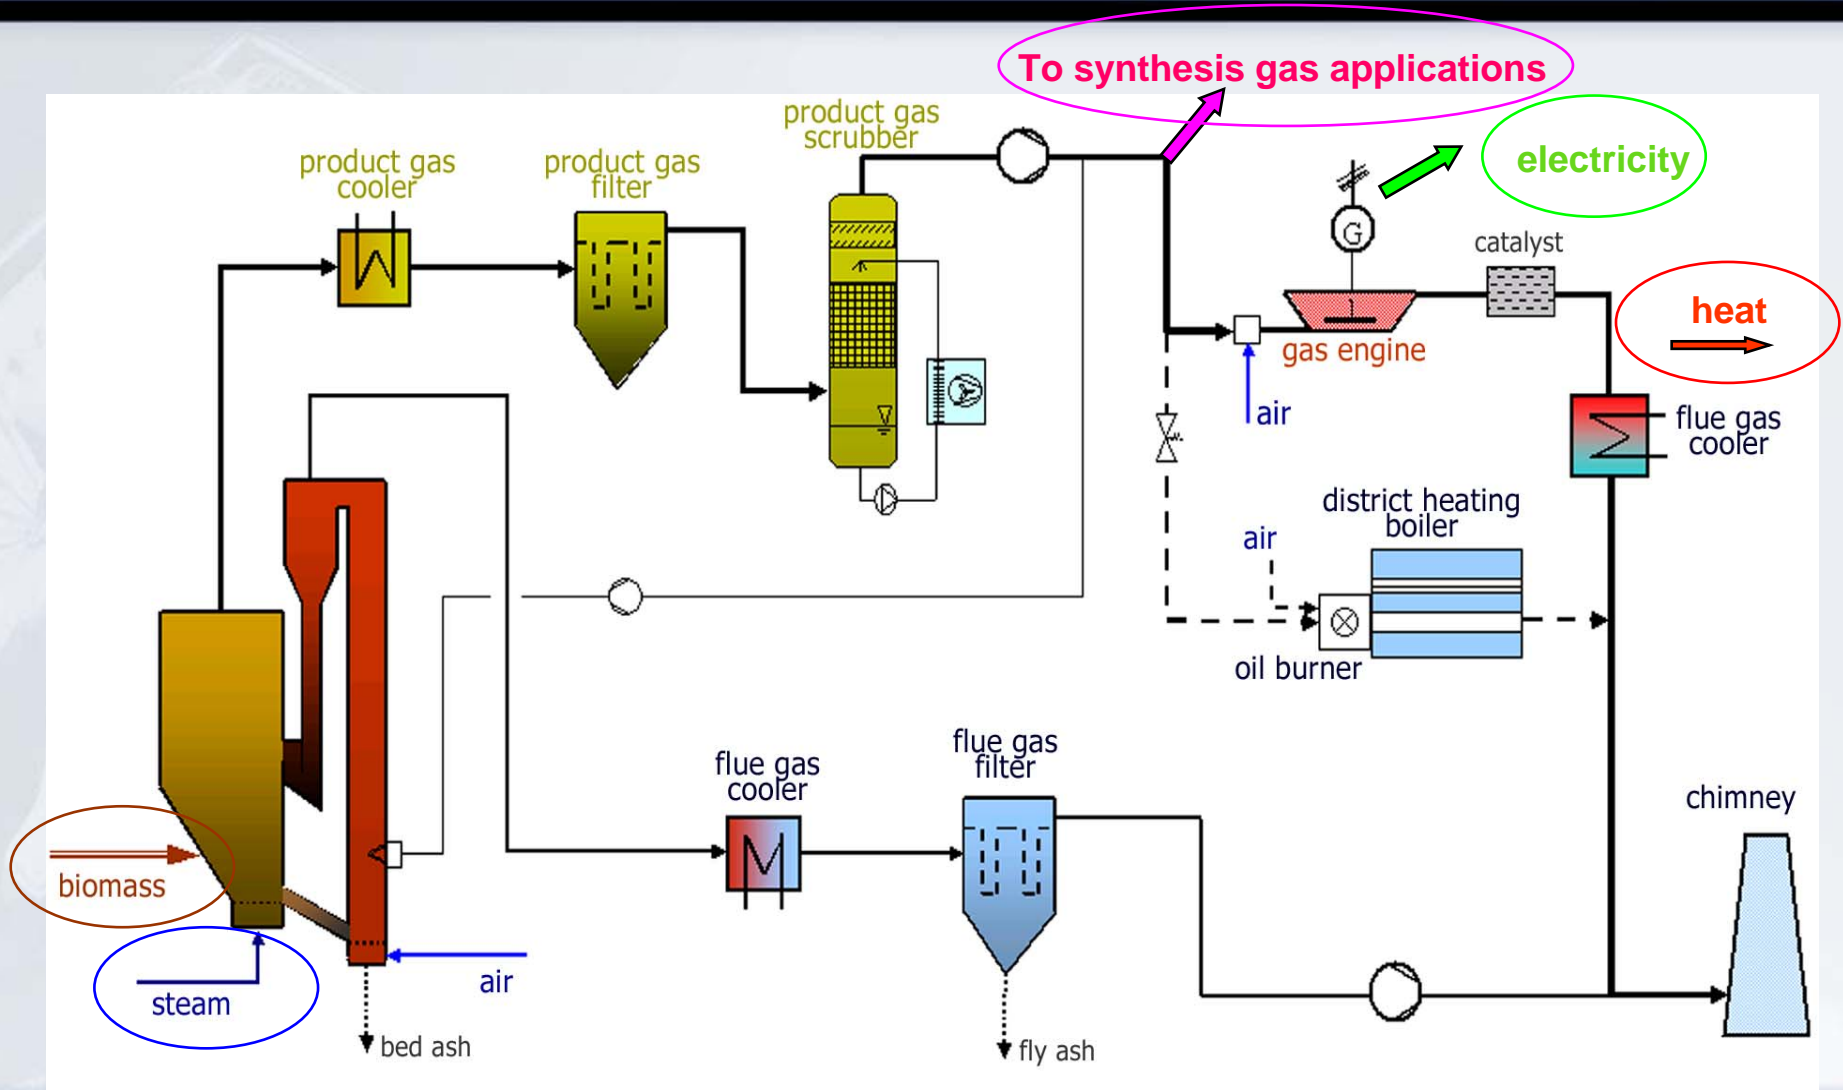 To synthesis gas applications
product gas
scrubber
electricity
product gas
cooler
product gas
filter
G
catalyst
heat
gas engine
air
flue gas
cooler
district heating
boiler
air
oil burner
flue gas
filter
flue gas
cooler
chimney
biomass
air
steam
bed ash
fly ash